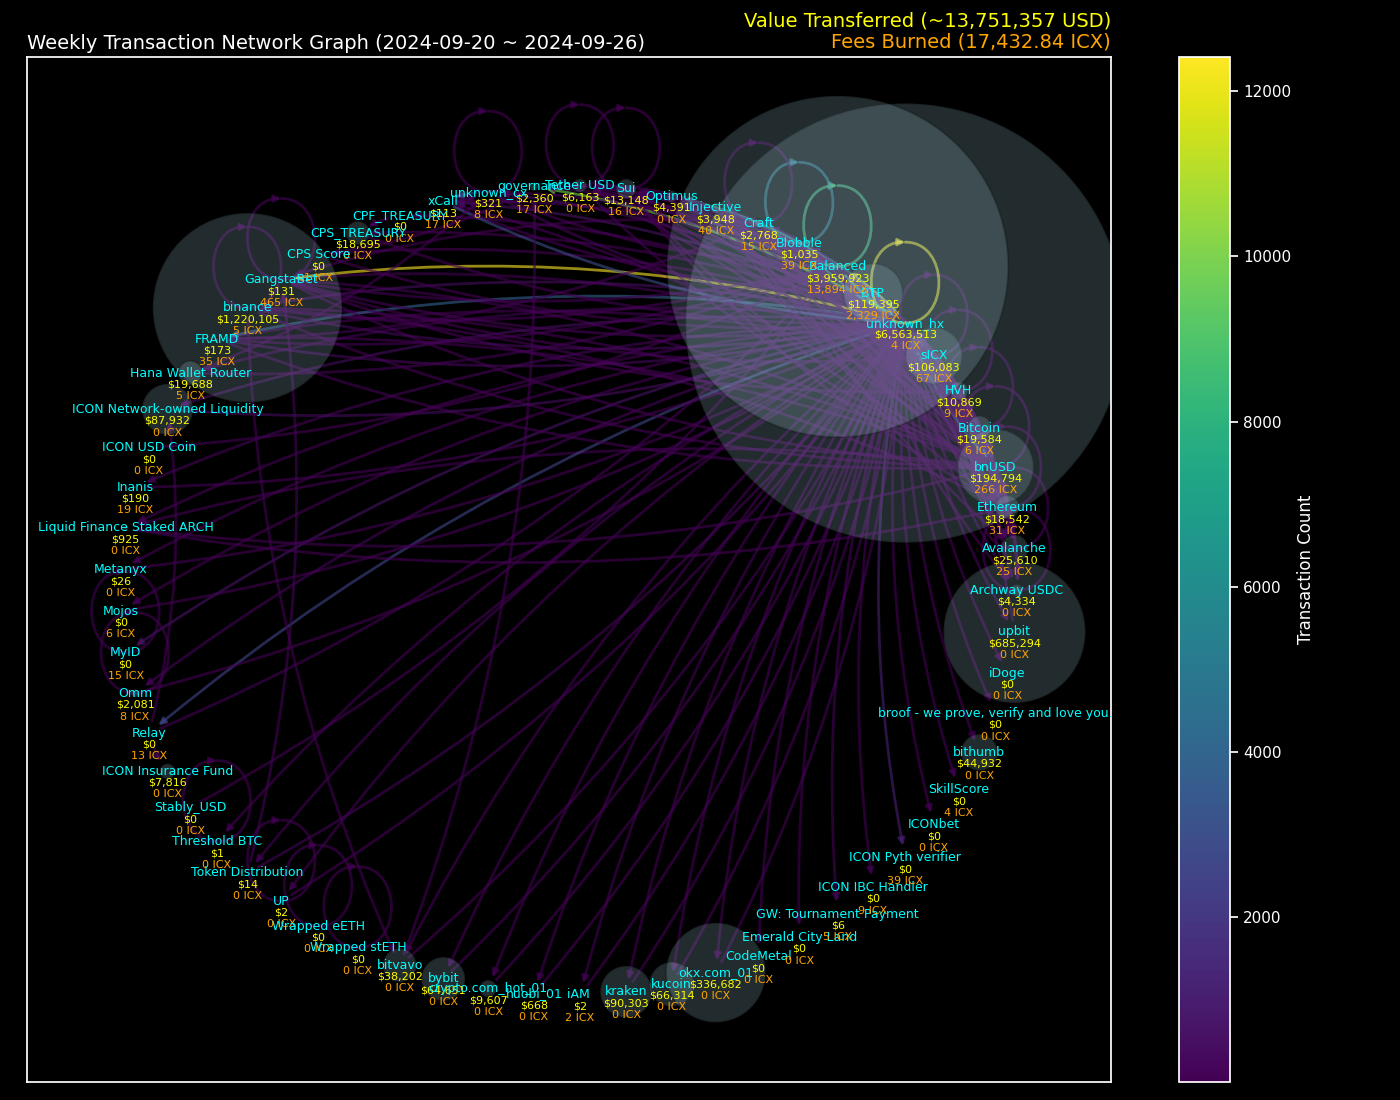 Value Transferred (~13,751,357 USD)
Weekly Transaction Network Graph (2024-09-20 ~ 2024-09-26)
Fees Burned (17,432.84 ICX)
governance
$2,360
17 ICX
Tether USD
$6,163
0 ICX
Sui
$13,148
16 ICX
Optimus
$4,391
0 ICX
Injective
$3,948
40 ICX
Craft
$2,768
15 ICX
Blobble
$1,035
39 ICX
Balanced
$3,959,923
13,894 ICX
BTP
$119,395
2,329 ICX
unknown_hx
$6,563,513
4 ICX
sICX
$106,083
67 ICX
HVH
$10,869
9 ICX
Bitcoin
$19,584
6 ICX
bnUSD
$194,794
266 ICX
Ethereum
$18,542
31 ICX
Avalanche
$25,610
25 ICX
Archway USDC
$4,334
0 ICX
upbit
$685,294
0 ICX
iDoge
$0
0 ICX
broof - we prove, verify and love you.
$0
0 ICX
bithumb
$44,932
0 ICX
SkillScore
$0
4 ICX
ICONbet
$0
0 ICX
ICON Pyth verifier
$0
39 ICX
ICON IBC Handler
$0
9 ICX
GW: Tournament Payment
$6
5 ICX
Emerald City Land
$0
0 ICX
CodeMetal
$0
0 ICX
okx.com_01
$336,682
0 ICX
kucoin
$66,314
0 ICX
kraken
$90,303
0 ICX
iAM
$2
2 ICX
huobi_01
$668
0 ICX
crypto.com_hot_01
$9,607
0 ICX
bybit
0 ICX
bitvavo
$38,202
0 ICX
Wrapped stETH
$0
0 ICX
Wrapped eETH
$0
0 ICX
UP
$2
0 ICX
Token Distribution
$14
0 ICX
Threshold BTC
$1
0 ICX
Stably_USD
$0
0 ICX
ICON Insurance Fund
$7,816
0 ICX
Relay
$0
13 ICX
Omm
$2,081
8 ICX
MyID
$0
15 ICX
Mojos
$0
6 ICX
Metanyx
$26
0 ICX
Liquid Finance Staked ARCH
$925
0 ICX
Inanis
$190
19 ICX
ICON USD Coin
$0
0 ICX
ICON Network-owned Liquidity
$87,932
0 ICX
Hana Wallet Router
$19,688
5 ICX
FRAMD
$173
35 ICX
binance
$1,220,105
5 ICX
GangstaBet
$131
465 ICX
CPS Score
$0
ICX
CPS_TREASURY
$18,695
0 ICX
CPF_TREASURY
$0
0 ICX
xCall
$113
17 ICX
unknown_cx
$321
8 ICX
12000
10000
8000
6000
4000
2000
Transaction Count